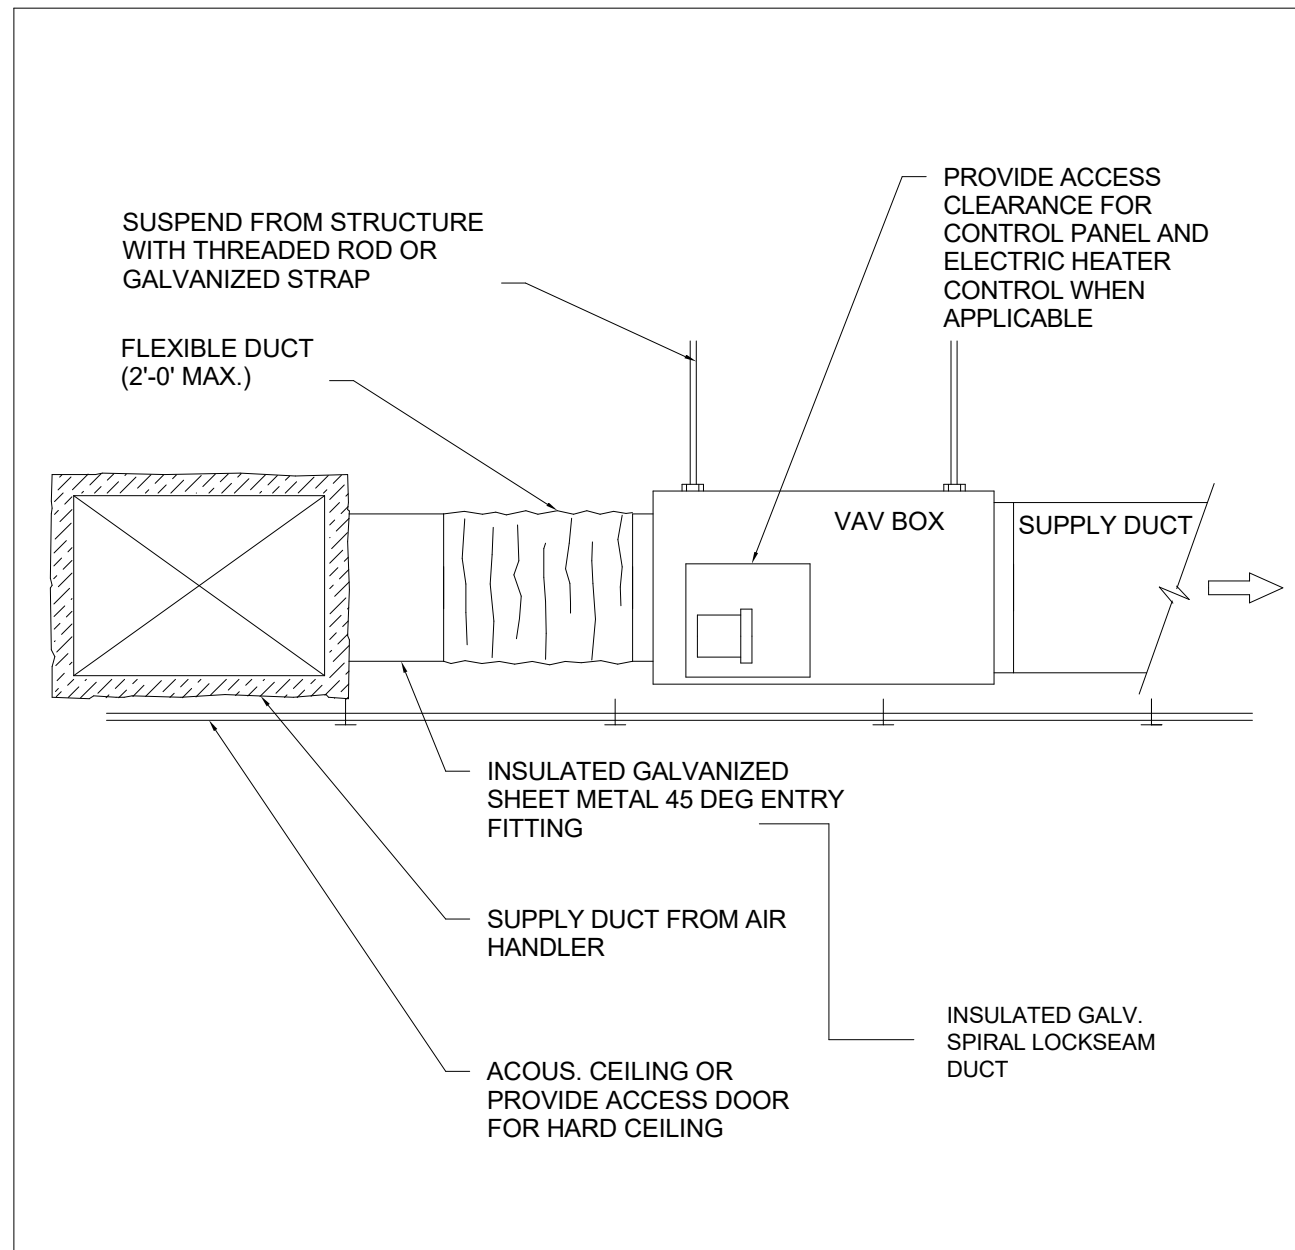 SUSPEND FROM STRUCTURE
WITH THREADED ROD OR
GALVANIZED STRAP
PROVIDE ACCESS
CLEARANCE FOR
CONTROL PANEL AND
ELECTRIC HEATER
CONTROL WHEN
APPLICABLE
FLEXIBLE DUCT
(2'-0' MAX.)
VAV BOX
SUPPLY DUCT
INSULATED GALVANIZED
SHEET METAL 45 DEG ENTRY
FITTING
SUPPLY DUCT FROM AIR
HANDLER
INSULATED GALV.
SPIRAL LOCKSEAM
DUCT
ACOUS. CEILING OR
PROVIDE ACCESS DOOR
FOR HARD CEILING